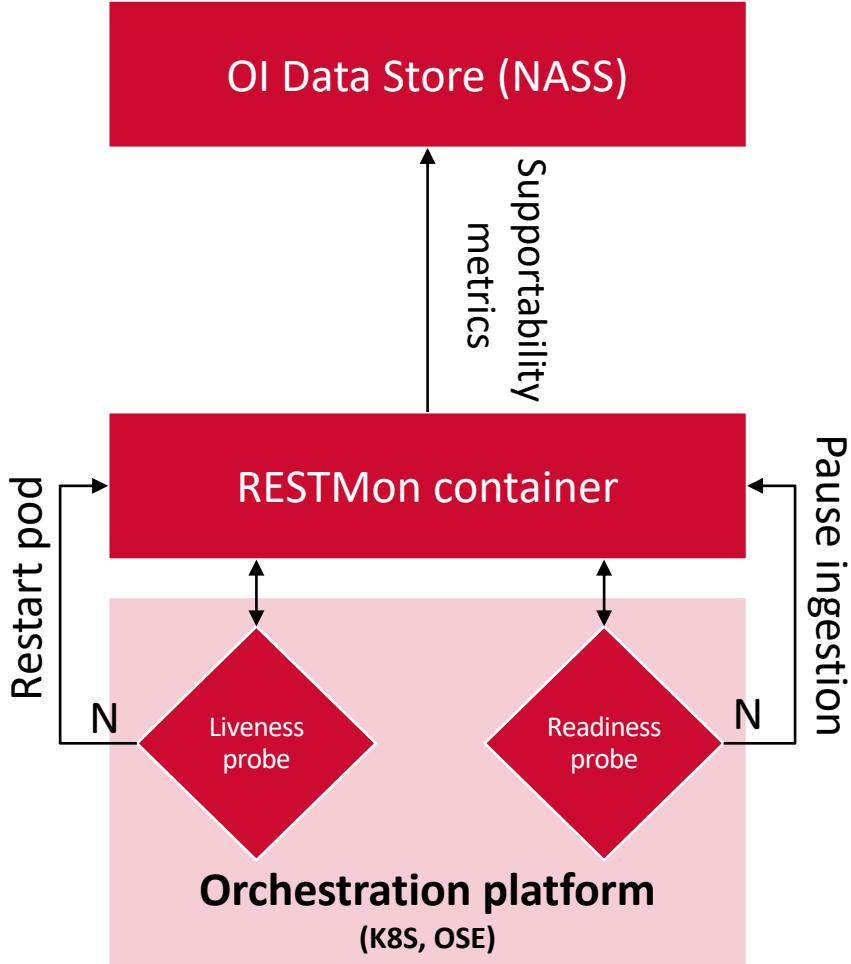 OI Data Store (NASS)
Supportability
metrics
RESTMon container
Restart pod
Pause ingestion
N
Liveness
probe
Readiness
probe
N
Orchestration platform
(K8S, OSE)